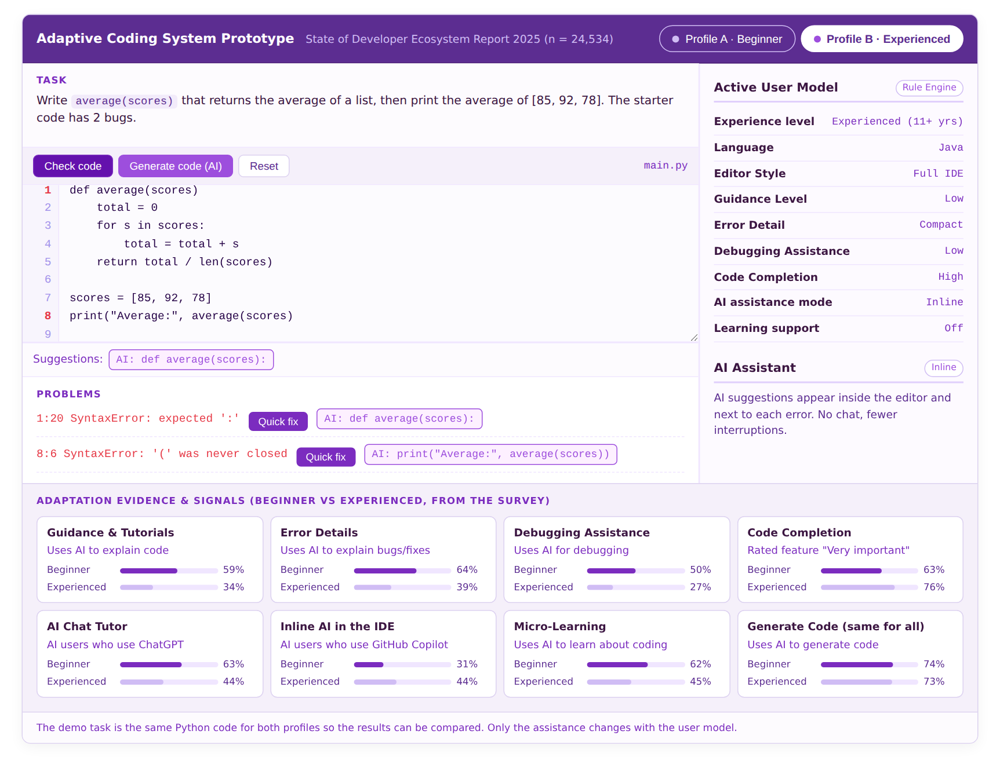 Adaptive Coding System Prototype State of Developer Ecosystem Report 2025 (n = 24,534) Profile A · Beginner Profile B · Experienced
TASK
Write average(scores) that returns the average of a list, then print the average of [85, 92, 78]. The starter
code has 2 bugs.
Check code Generate code (AI) Reset main.py
1 def average(scores)
2     total = 0
3     for s in scores:
4         total = total + s
5     return total / len(scores)
6
7 scores = [85, 92, 78]
8 print("Average:", average(scores)
9
Suggestions: AI: def average(scores):
PROBLEMS
1:20 SyntaxError: expected ':' Quick fix AI: def average(scores):
8:6 SyntaxError: '(' was never closed Quick fix AI: print("Average:", average(scores))
Active User Model Rule Engine
Experience level Experienced (11+ yrs)
Language Java
Editor Style Full IDE
Guidance Level Low
Error Detail Compact
Debugging Assistance Low
Code Completion High
AI assistance mode Inline
Learning support Off
AI Assistant Inline
AI suggestions appear inside the editor and
next to each error. No chat, fewer
interruptions.
ADAPTATION EVIDENCE & SIGNALS (BEGINNER VS EXPERIENCED, FROM THE SURVEY)
Guidance & Tutorials
Uses AI to explain code
Beginner 59%
Experienced 34%
Error Details
Uses AI to explain bugs/fixes
Beginner 64%
Experienced 39%
Debugging Assistance
Uses AI for debugging
Beginner 50%
Experienced 27%
Code Completion
Rated feature "Very important"
Beginner 63%
Experienced 76%
AI Chat Tutor
AI users who use ChatGPT
Beginner 63%
Experienced 44%
Inline AI in the IDE
AI users who use GitHub Copilot
Beginner 31%
Experienced 44%
Micro-Learning
Uses AI to learn about coding
Beginner 62%
Experienced 45%
Generate Code (same for all)
Uses AI to generate code
Beginner 74%
Experienced 73%
The demo task is the same Python code for both profiles so the results can be compared. Only the assistance changes with the user model.